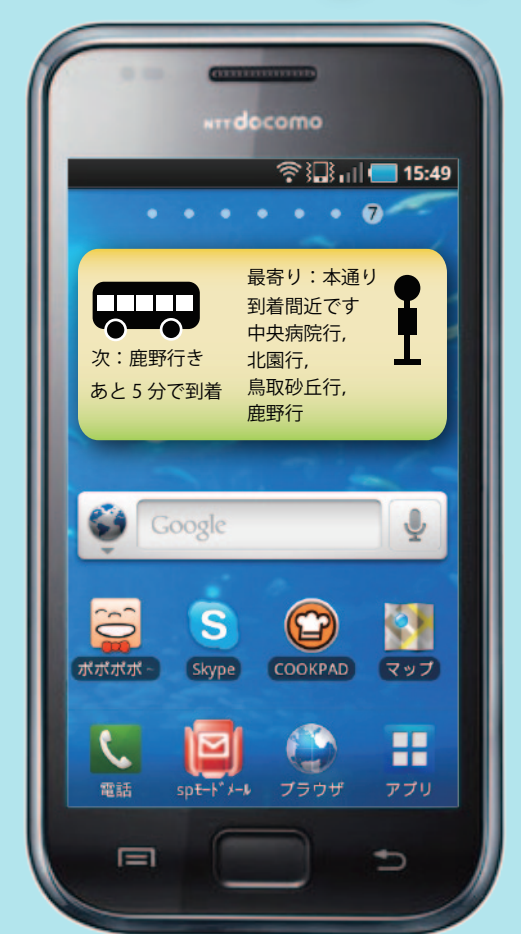 NTT docomo
15:49
7
次：鹿野行き
あと5分で到着
最寄り：本通り
到着間近です
中央病院行,
北園行,
鳥取砂丘行,
鹿野行
Google
ポポポポ~
Skype
COOKPAD
マップ
電話
spﾓｰﾄﾞﾒｰﾙ
ブラウザ
アプリ